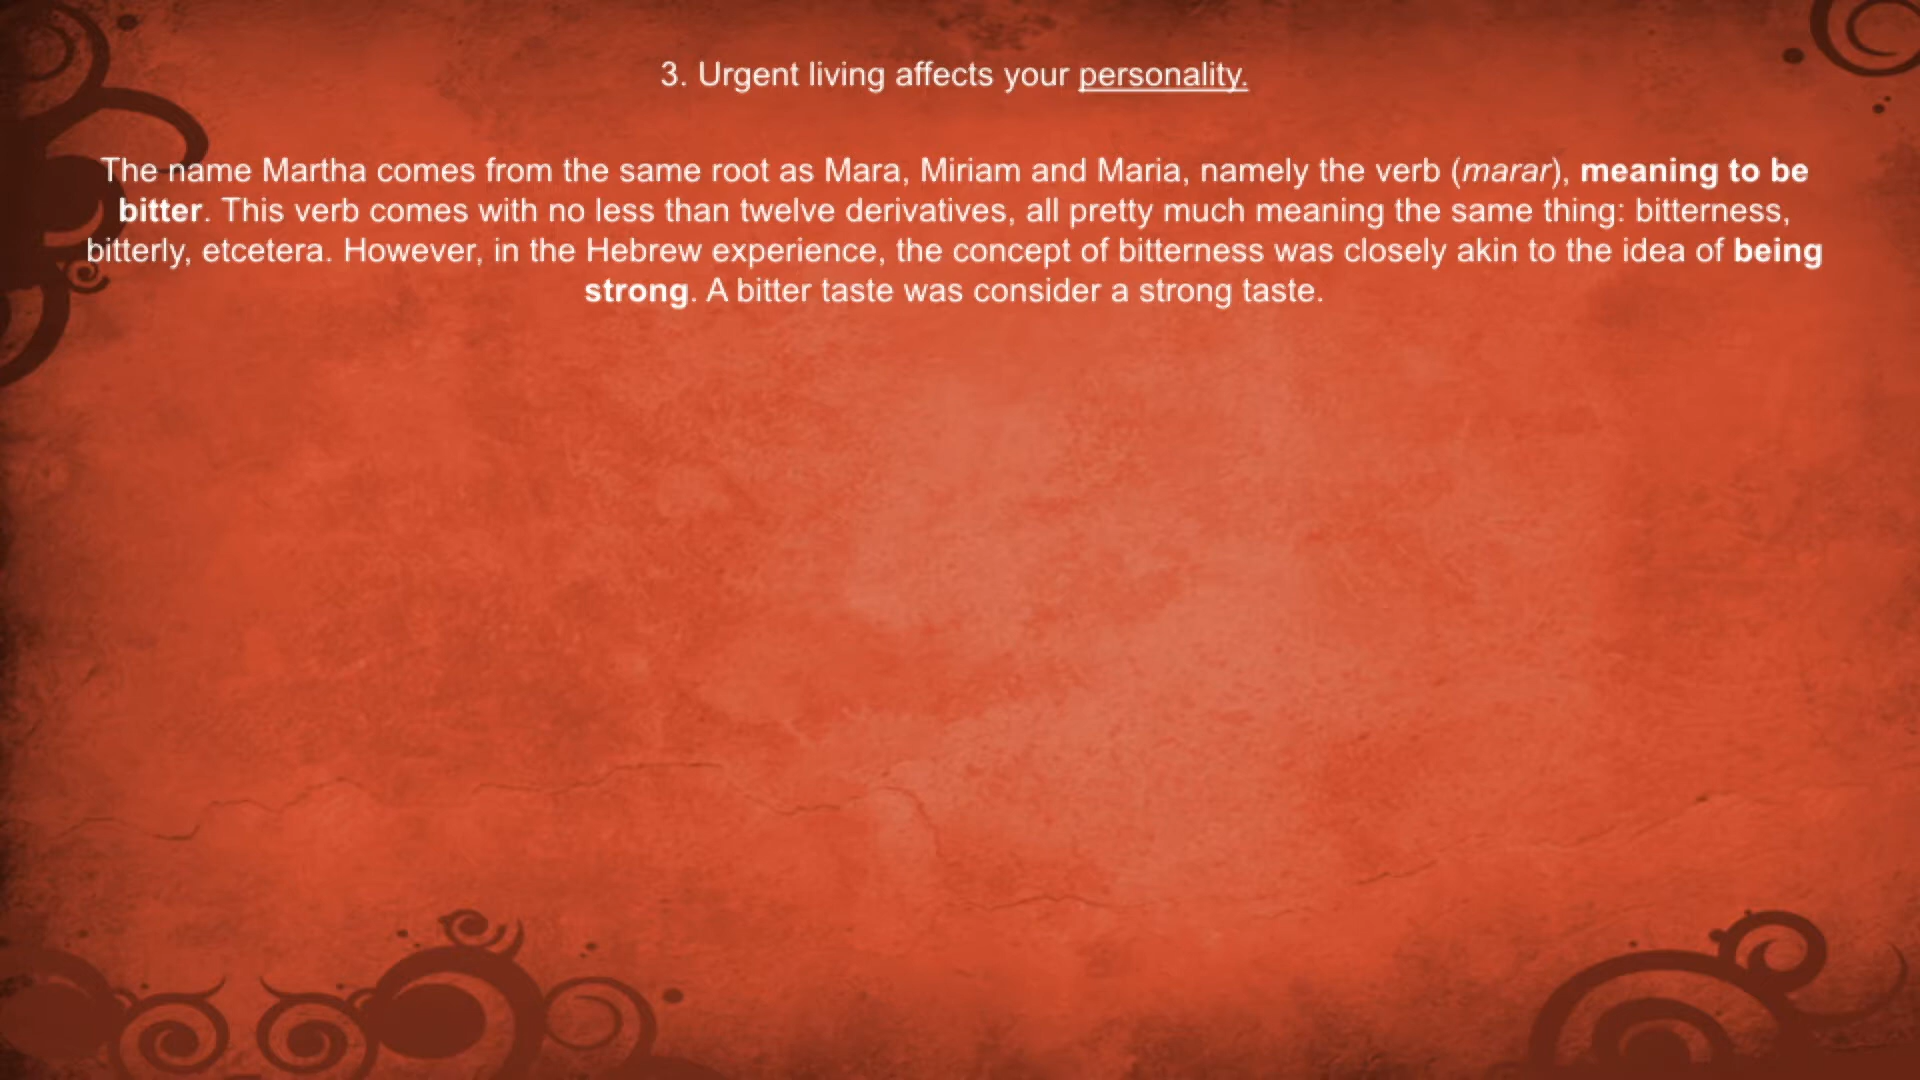 3. Urgent living affects your personality.
The name Martha comes from the same root as Mara, Miriam and Maria, namely the verb (marar), meaning to be
bitter. This verb comes with no less than twelve derivatives, all pretty much meaning the same thing: bitterness,
bitterly, etcetera. However, in the Hebrew experience, the concept of bitterness was closely akin to the idea of being
strong. A bitter taste was consider a strong taste.